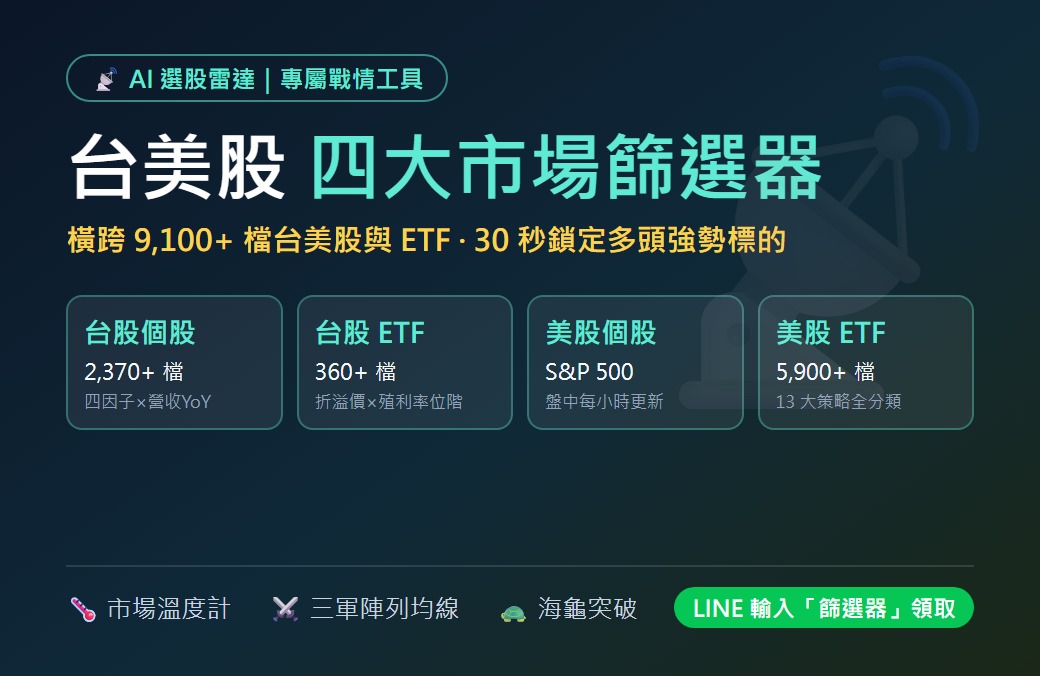 AI 選股雷達 | 專屬戰情工具
台美股 四大市場篩選器
橫跨 9,100+ 檔台美股與 ETF · 30 秒鎖定多頭強勢標的
台股個股
2,370+ 檔
四因子×營收YoY
台股 ETF
360+ 檔
折溢價×殖利率位階
美股個股
S&P 500
盤中每小時更新
美股 ETF
5,900+ 檔
13 大策略全分類
市場溫度計
三軍陣列均線
海龜突破
LINE 輸入「篩選器」領取